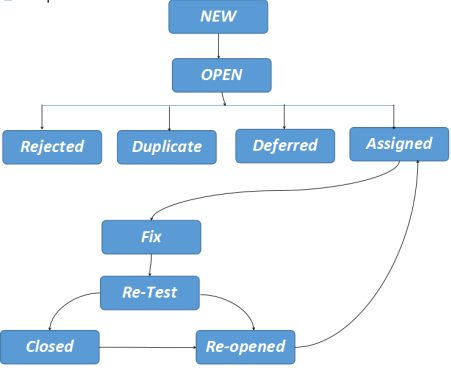 NEW
OPEN
Rejected
Duplicate
Deferred
Assigned
Fix
Re-Test
Closed
Re-opened